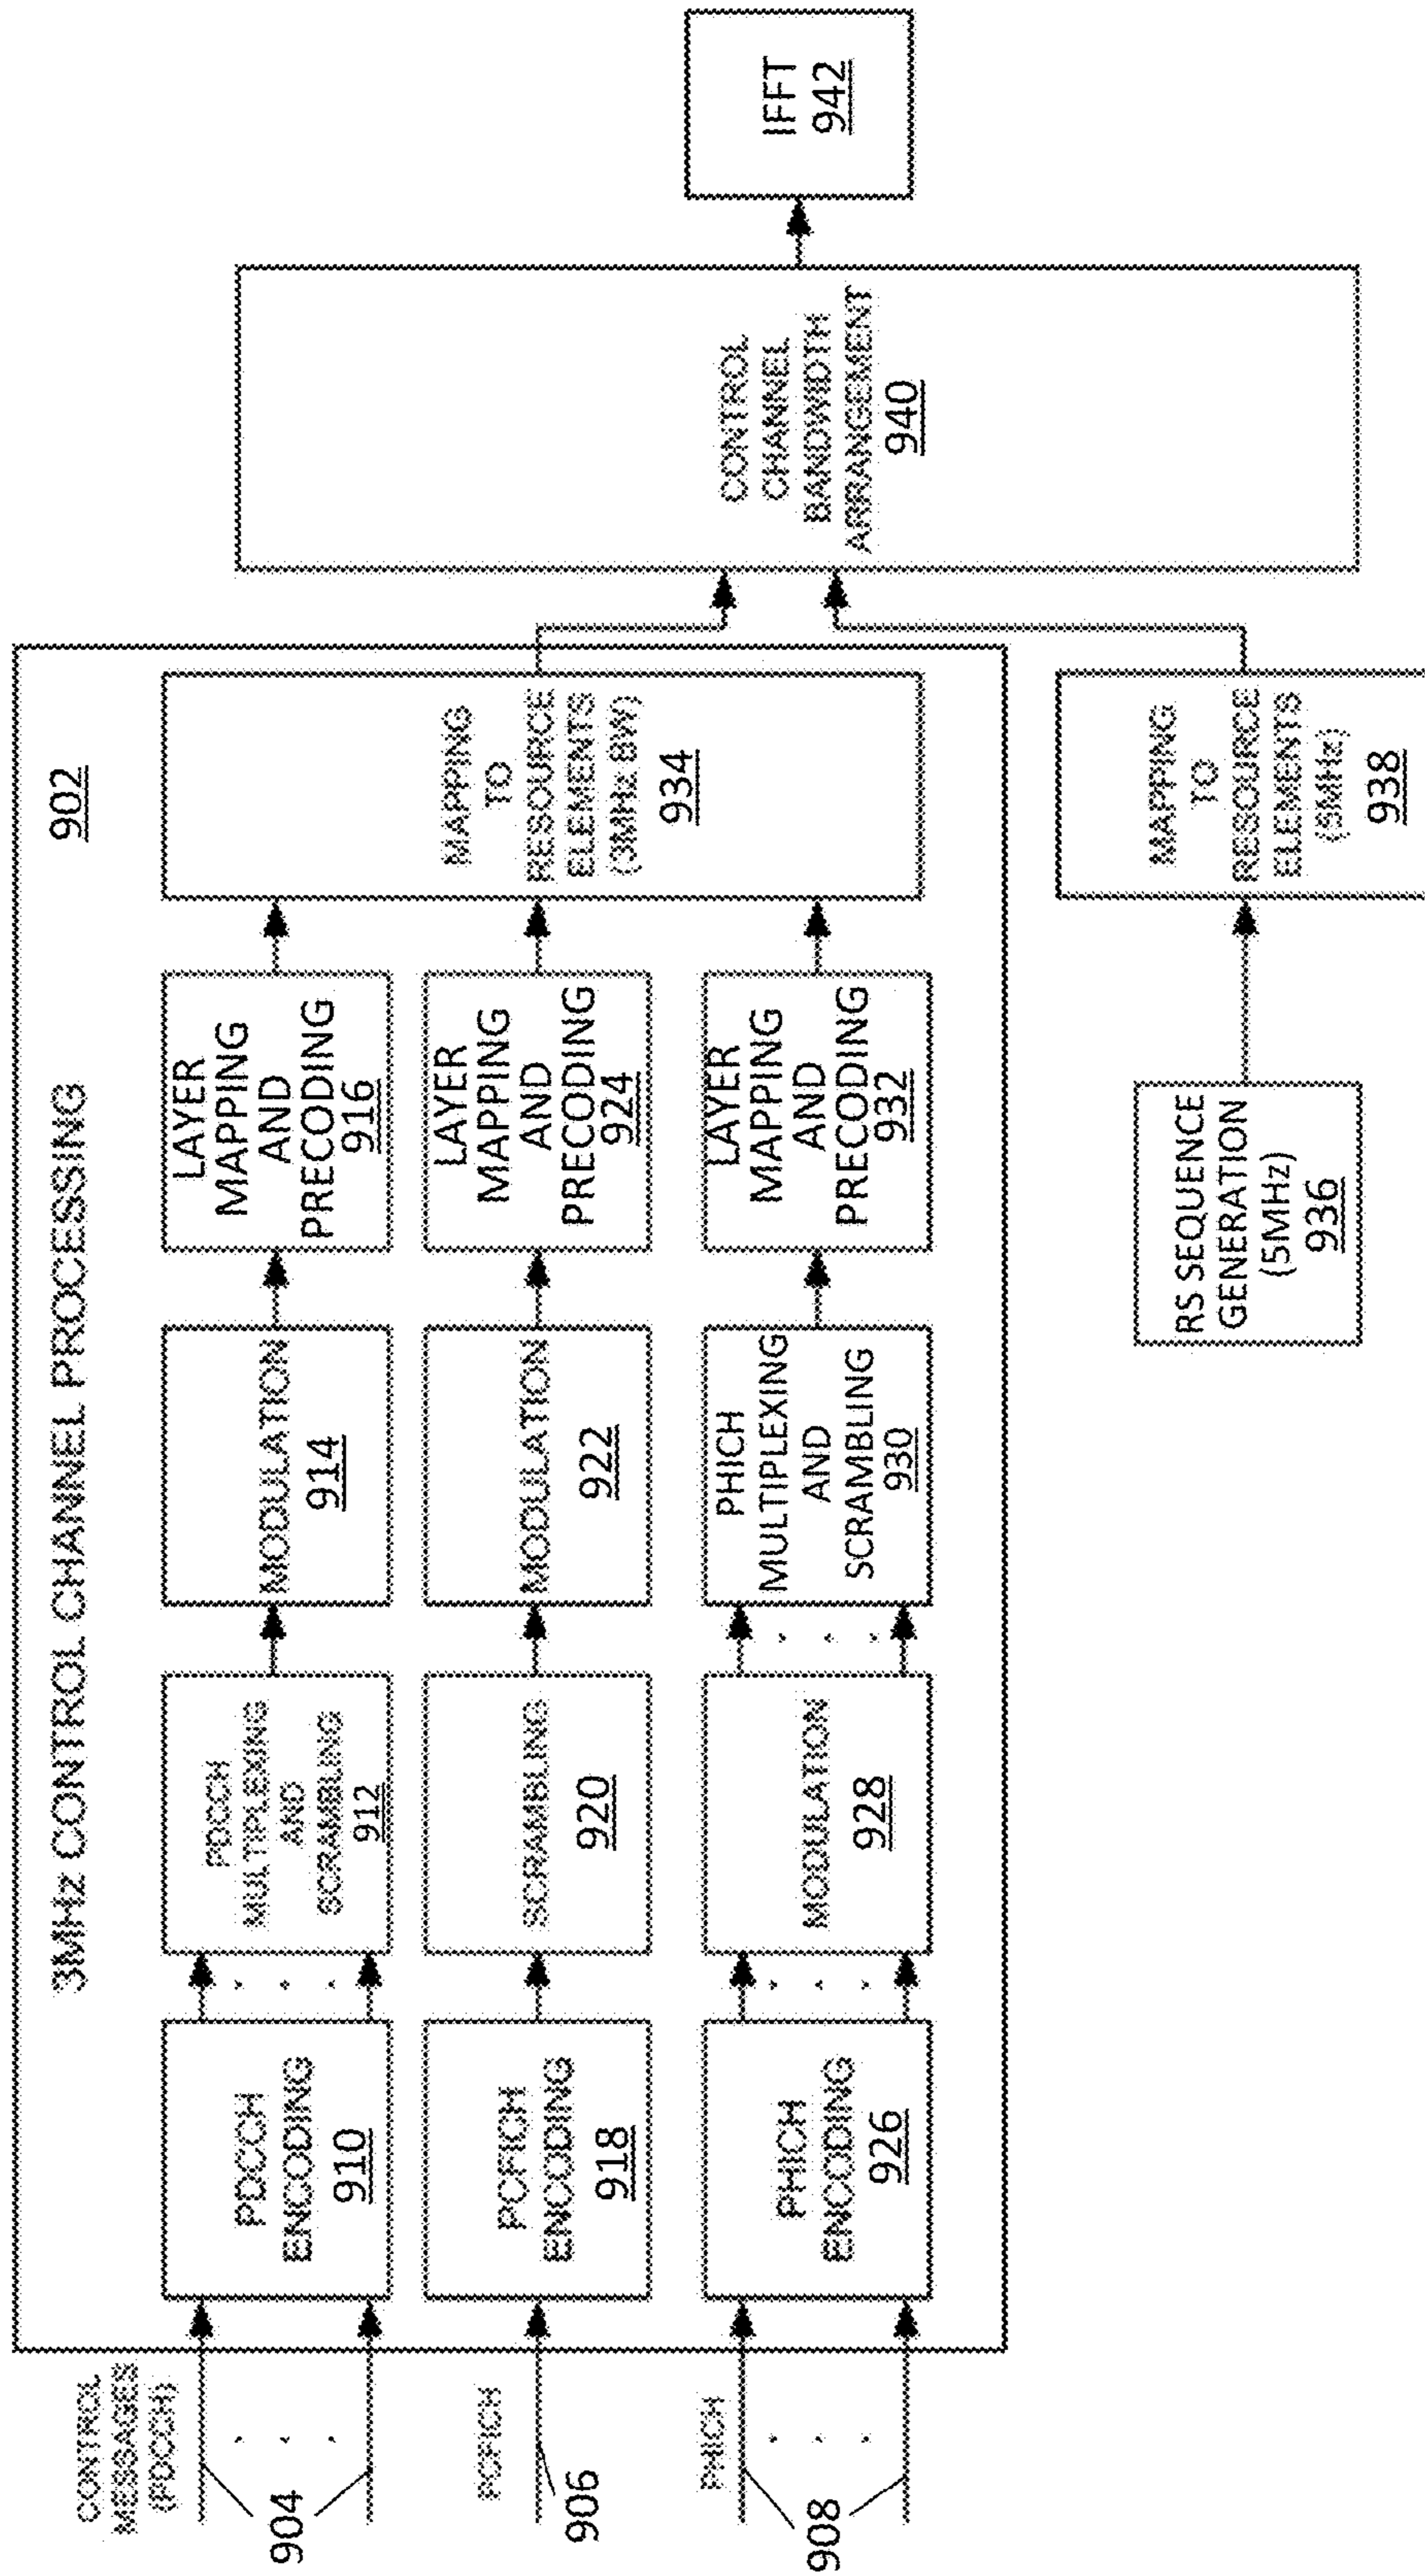 3MHz CONTROL CHANNEL PROCESSING
902
CONTROL
MESSAGES
(PDCCH)
904
PDCCH
ENCODING
910
PDCCH
MULTIPLEXING
AND
SCRAMBLING
912
MODULATION
914
LAYER
MAPPING
AND
PRECODING
916
PCFICH
906
PCFICH
ENCODING
918
SCRAMBLING
920
MODULATION
922
LAYER
MAPPING
AND
PRECODING
924
PHICH
908
PHICH
ENCODING
926
MODULATION
928
PHICH
MULTIPLEXING
AND
SCRAMBLING
930
LAYER
MAPPING
AND
PRECODING
932
MAPPING
TO
RESOURCE
ELEMENTS
(3MHz BW)
934
RS SEQUENCE
GENERATION
(5MHz)
936
MAPPING
TO
RESOURCE
ELEMENTS
(5MHz)
938
CONTROL
CHANNEL
BANDWIDTH
ARRANGEMENT
940
IFFT
942